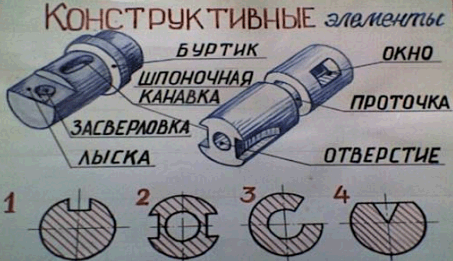 КОНСТРУКТИВНЫЕ элементы
БУРТИК
ОКНО
ШПОНОЧНАЯ
КАНАВКА
ПРОТОЧКА
ЗАСВЕРЛОВКА
ЛЫСКА
ОТВЕРСТИЕ
1 2 3 4